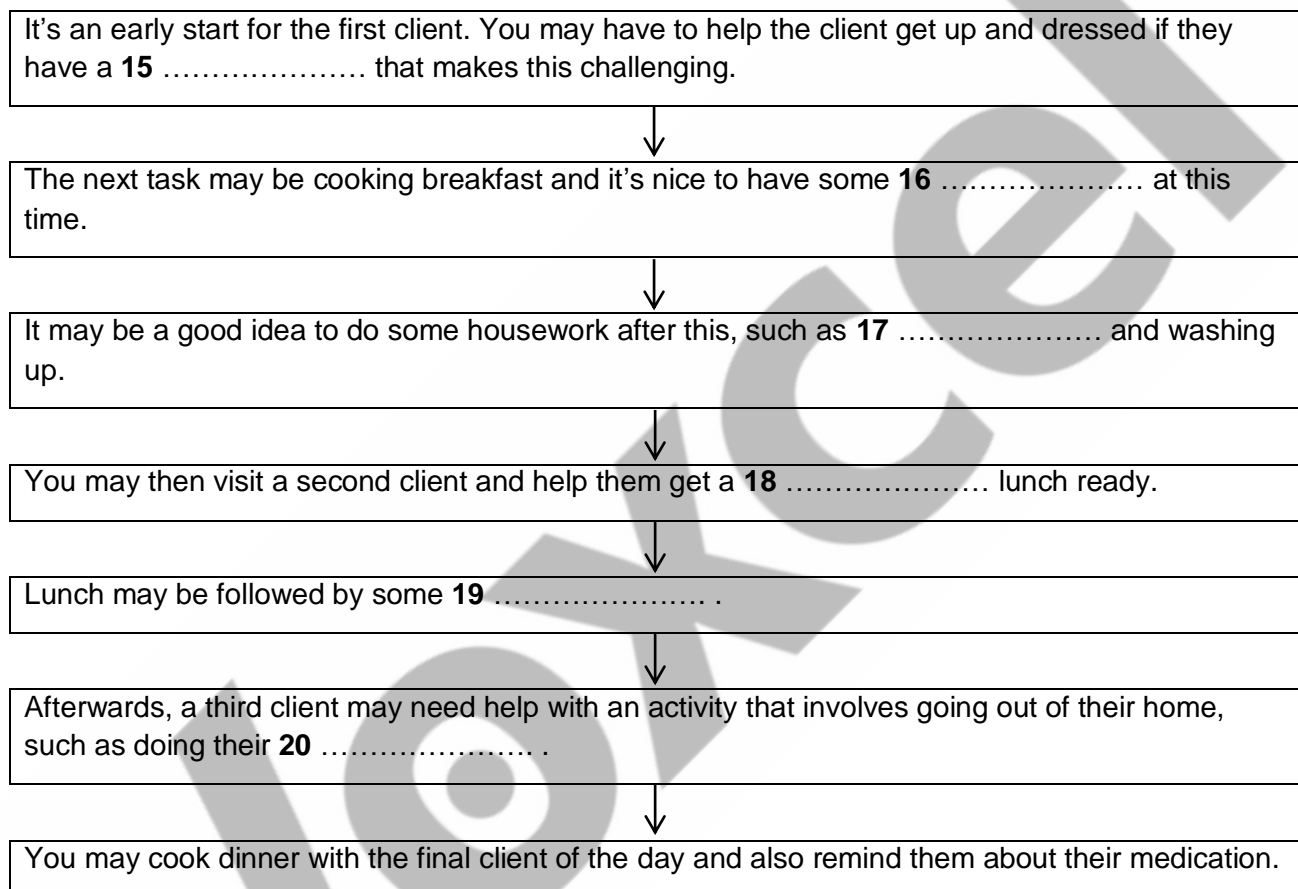 It’s an early start for the first client. You may have to help the client get up and dressed if they
have a 15 ………………… that makes this challenging.
The next task may be cooking breakfast and it’s nice to have some 16 ………………… at this
time.
It may be a good idea to do some housework after this, such as 17 ………………… and washing
up.
You may then visit a second client and help them get a 18 ………………… lunch ready.
Lunch may be followed by some 19 …………………. .
Afterwards, a third client may need help with an activity that involves going out of their home,
such as doing their 20 …………………. .
You may cook dinner with the final client of the day and also remind them about their medication.